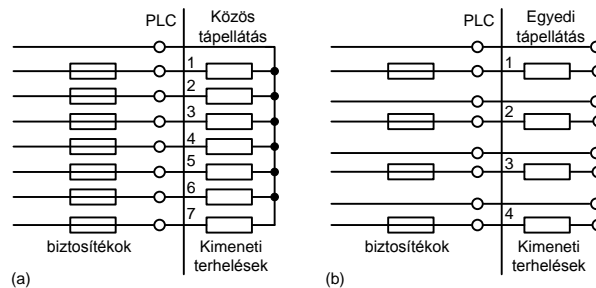 PLC
Közös
tápellátás
1
2
3
4
5
6
7
biztosítékok
Kimeneti
terhelések
(a)
PLC
Egyedi
tápellátás
1
2
3
4
biztosítékok
Kimeneti
terhelések
(b)